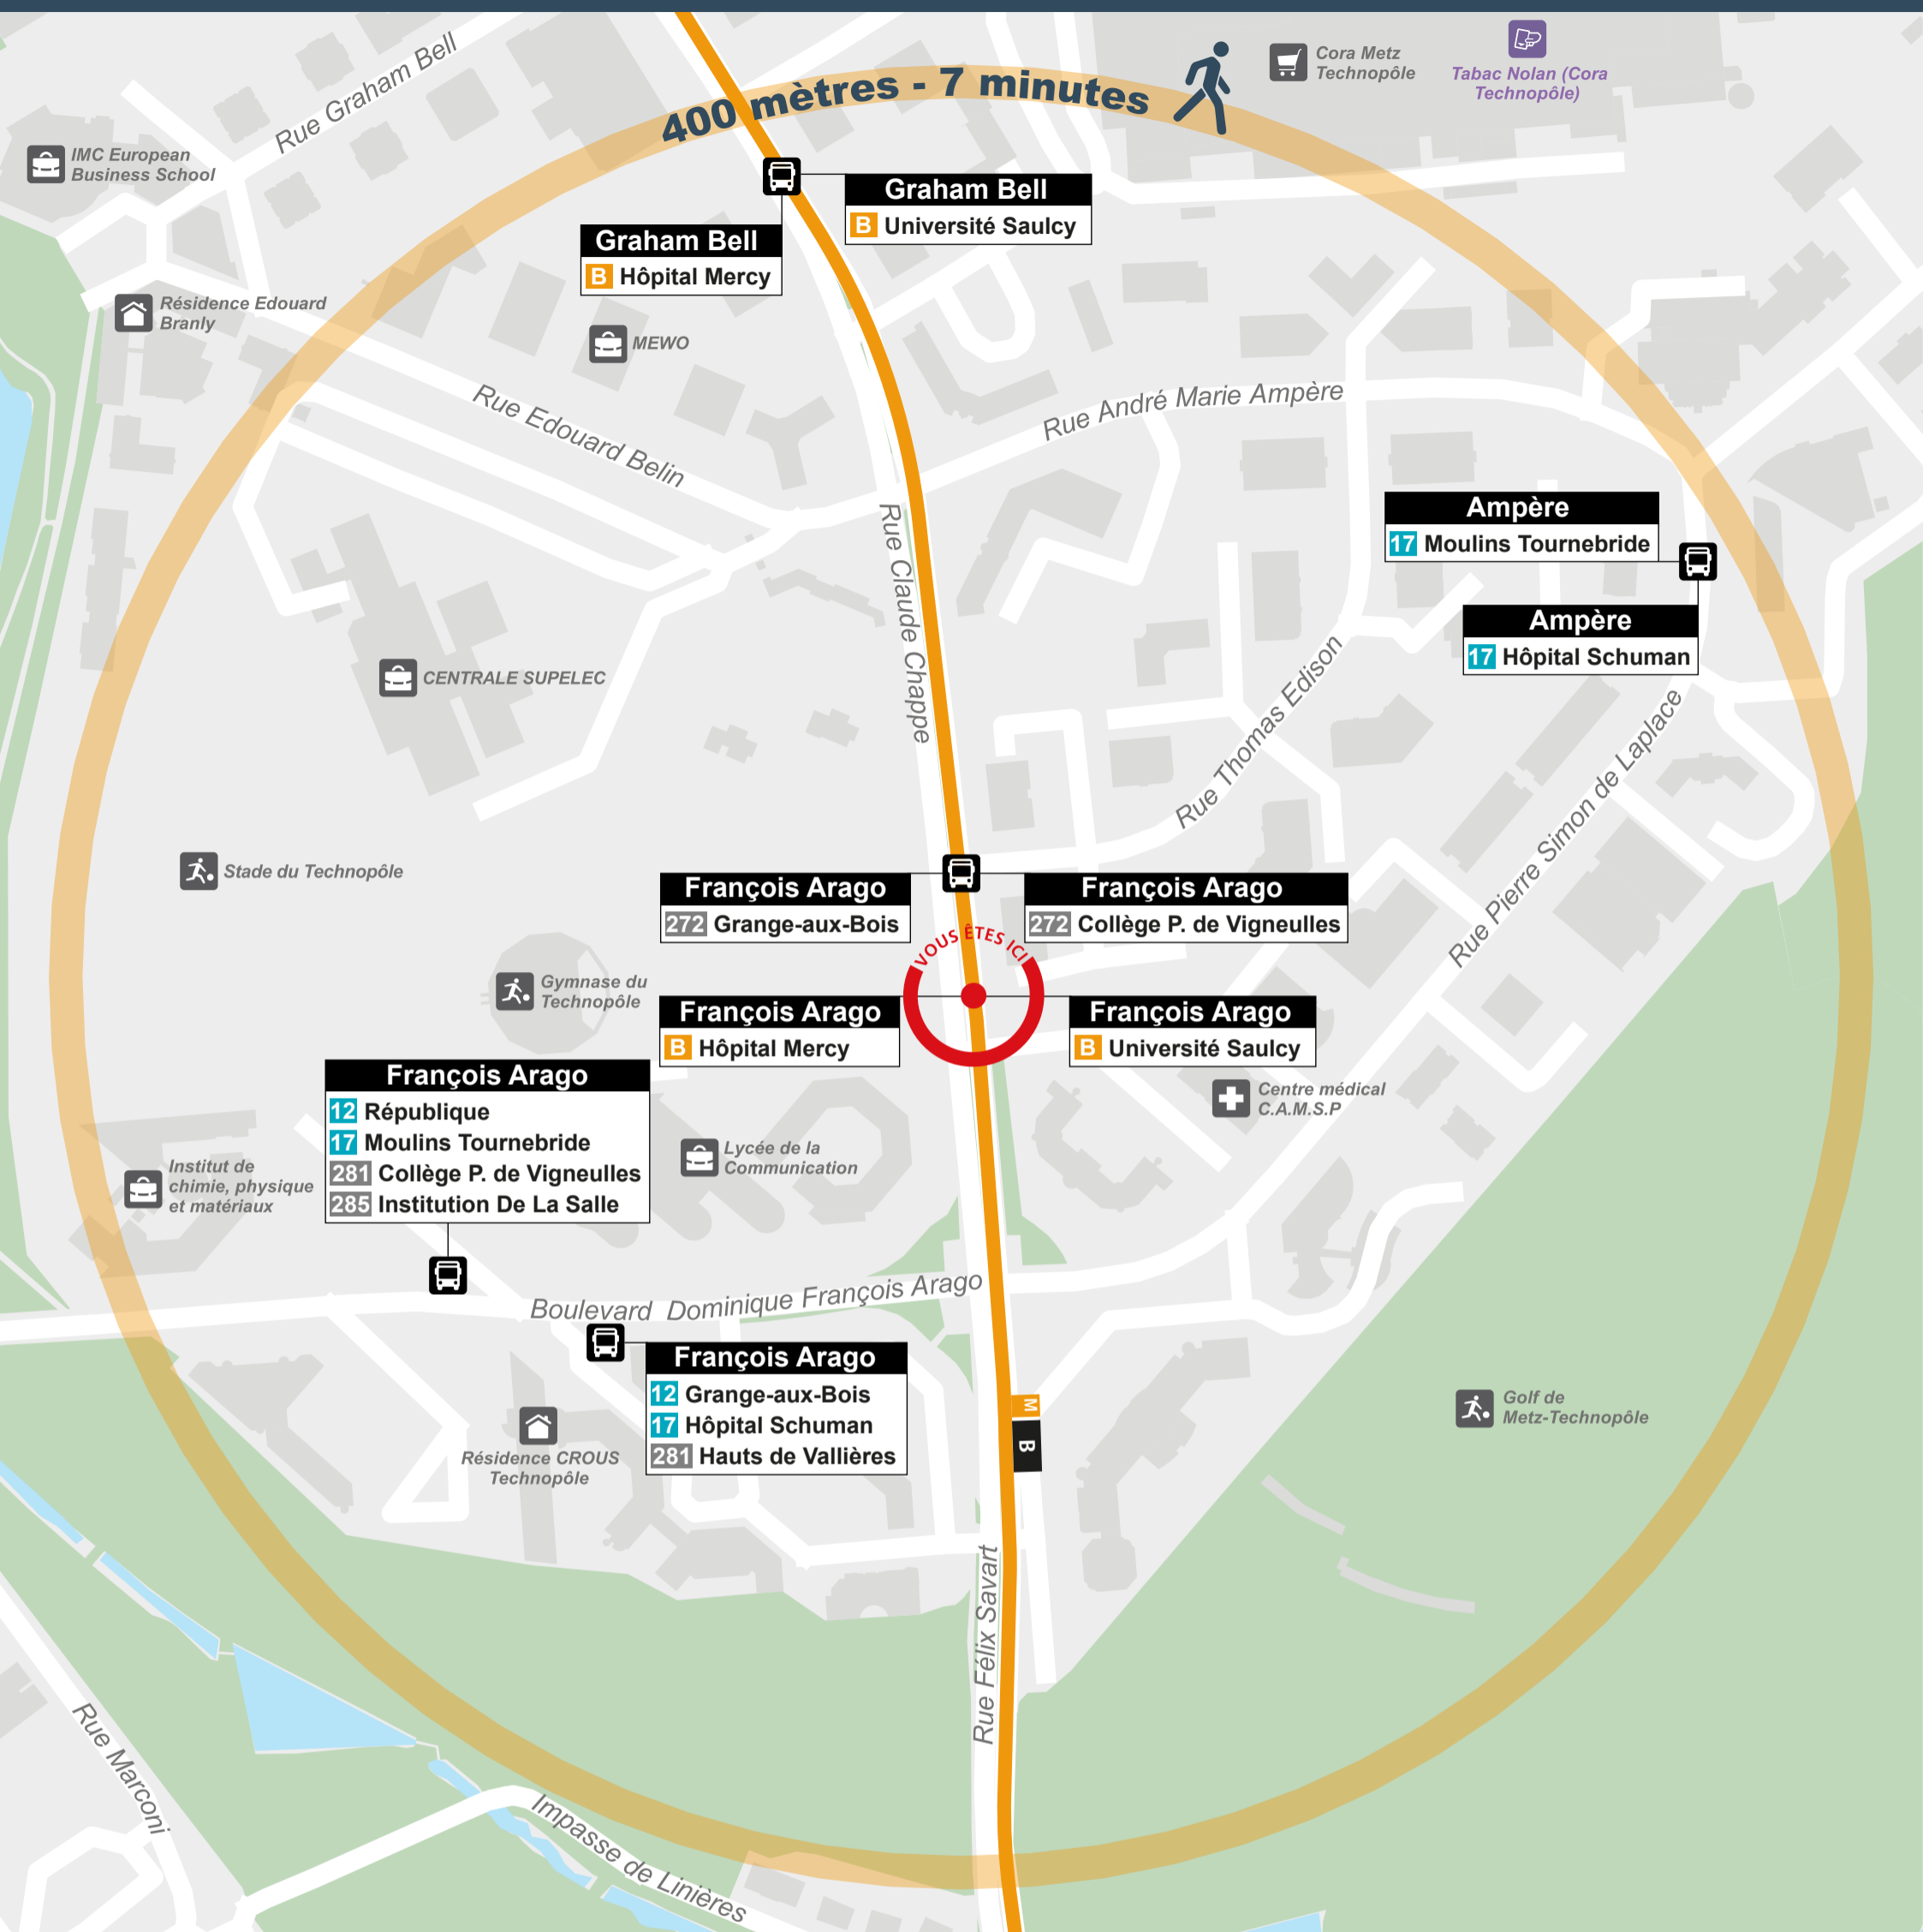 400 mètres - 7 minutes
Cora Metz
Technopôle
Tabac Nolan (Cora
Technopôle)
Rue Graham Bell
IMC European
Business School
Graham Bell
B Université Saulcy
Graham Bell
B Hôpital Mercy
Résidence Edouard
Branly
MEWO
Rue Edouard Belin
Rue André Marie Ampère
Rue Claude Chappe
Ampère
17 Moulins Tournebride
Ampère
17 Hôpital Schuman
CENTRALE SUPELEC
Rue Thomas Edison
Rue Pierre Simon de Laplace
Stade du Technopôle
François Arago
272 Grange-aux-Bois
François Arago
272 Collège P. de Vigneulles
VOUS ÊTES ICI
Gymnase du
Technopôle
François Arago
B Hôpital Mercy
François Arago
B Université Saulcy
François Arago
12 République
17 Moulins Tournebride
281 Collège P. de Vigneulles
285 Institution De La Salle
Centre médical
C.A.M.S.P
Lycée de la
Communication
Institut de
chimie, physique
et matériaux
Boulevard Dominique François Arago
François Arago
12 Grange-aux-Bois
17 Hôpital Schuman
281 Hauts de Vallières
M
B
Golf de
Metz-Technopôle
Résidence CROUS
Technopôle
Rue Félix Savart
Rue Marconi
Impasse de Linières